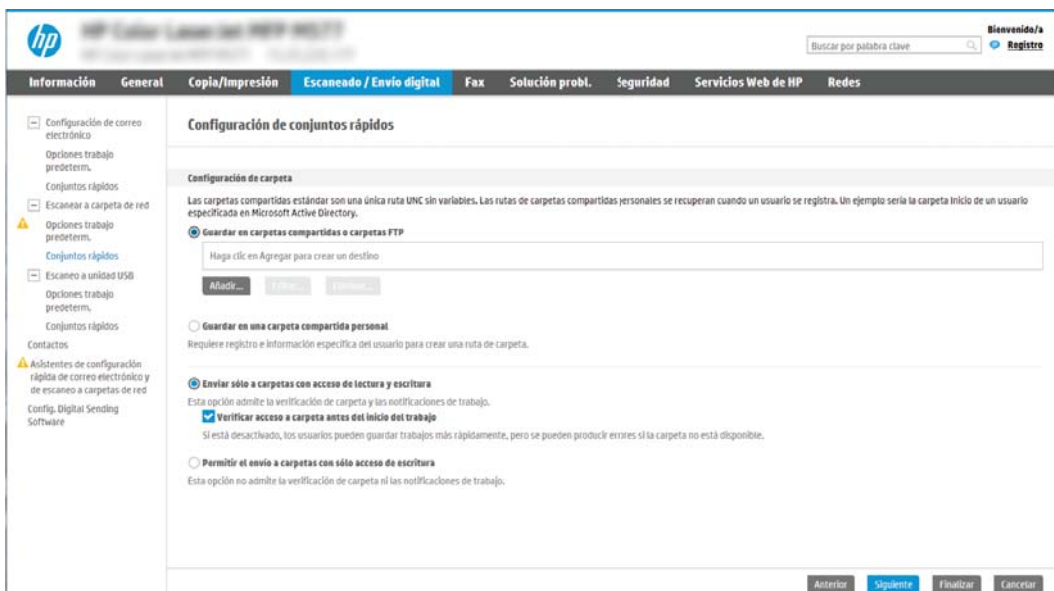 hp
Bienvenido/a
Buscar por palabra clave
Registro
Información General Copia/Impresión Escaneado / Envío digital Fax Solución probl. Seguridad Servicios Web de HP Redes
Configuración de correo
electrónico
Opciones trabajo
predeterm.
Conjuntos rápidos
Escanear a carpeta de red
Opciones trabajo
predeterm.
Conjuntos rápidos
Escaneo a unidad USB
Opciones trabajo
predeterm.
Conjuntos rápidos
Contactos
Asistentes de configuración
rápida de correo electrónico y
de escaneo a carpetas de red
Config. Digital Sending
Software
Configuración de conjuntos rápidos
Configuración de carpeta
Las carpetas compartidas estándar son una única ruta UNC sin variables. Las rutas de carpetas compartidas personales se recuperan cuando un usuario se registra. Un ejemplo sería la carpeta Inicio de un usuario
especificada en Microsoft Active Directory.
Guardar en carpetas compartidas o carpetas FTP
Haga clic en Agregar para crear un destino
Añadir...
Guardar en una carpeta compartida personal
Requiere registro e información específica del usuario para crear una ruta de carpeta.
Enviar sólo a carpetas con acceso de lectura y escritura
Esta opción admite la verificación de carpeta y las notificaciones de trabajo.
Verificar acceso a carpeta antes del inicio del trabajo
Si está desactivado, los usuarios pueden guardar trabajos más rápidamente, pero se pueden producir errores si la carpeta no está disponible.
Permitir el envío a carpetas con sólo acceso de escritura
Esta opción no admite la verificación de carpeta ni las notificaciones de trabajo.
Anterior Siguiente Finalizar Cancelar